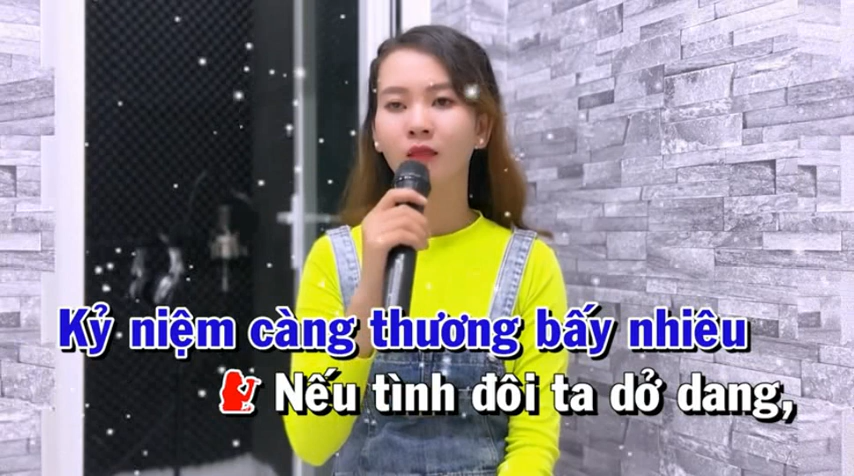 Kỷ niệm càng thương bấy nhiêu
Nếu tình đôi ta dở dang,